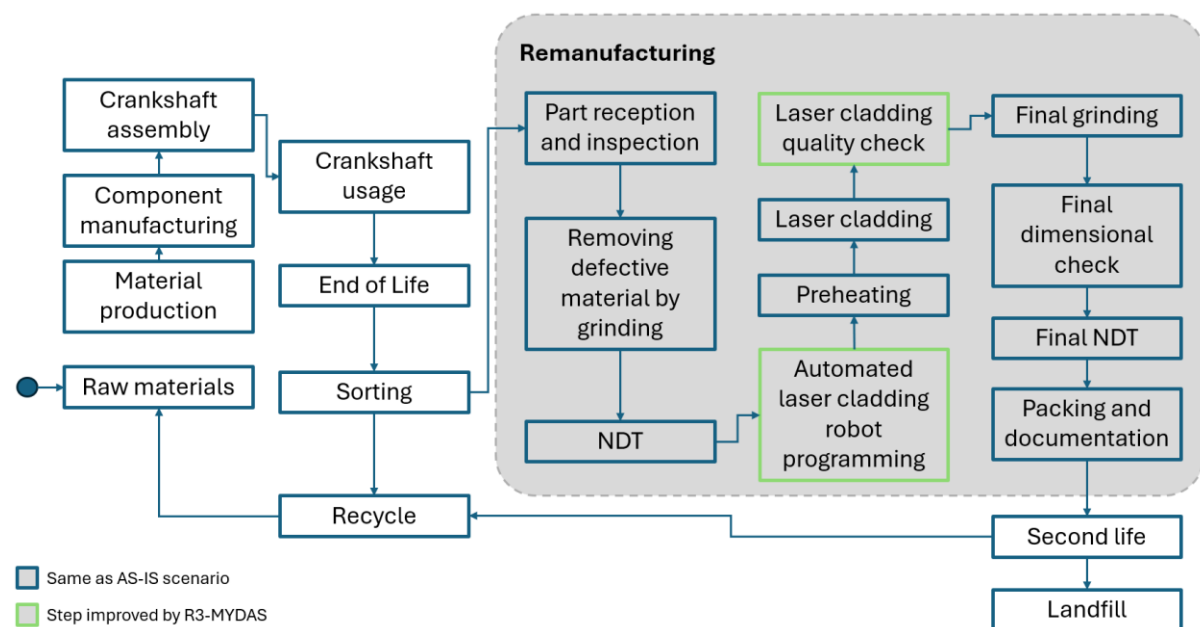 Remanufacturing
Crankshaft
assembly
Component
manufacturing
Material
production
Raw materials
Crankshaft
usage
End of Life
Sorting
Recycle
Part reception
and inspection
Removing
defective
material by
grinding
NDT
Laser cladding
quality check
Laser cladding
Preheating
Automated
laser cladding
robot
programming
Final grinding
Final
dimensional
check
Final NDT
Packing and
documentation
Second life
Landfill
Same as AS-IS scenario
Step improved by R3-MYDAS